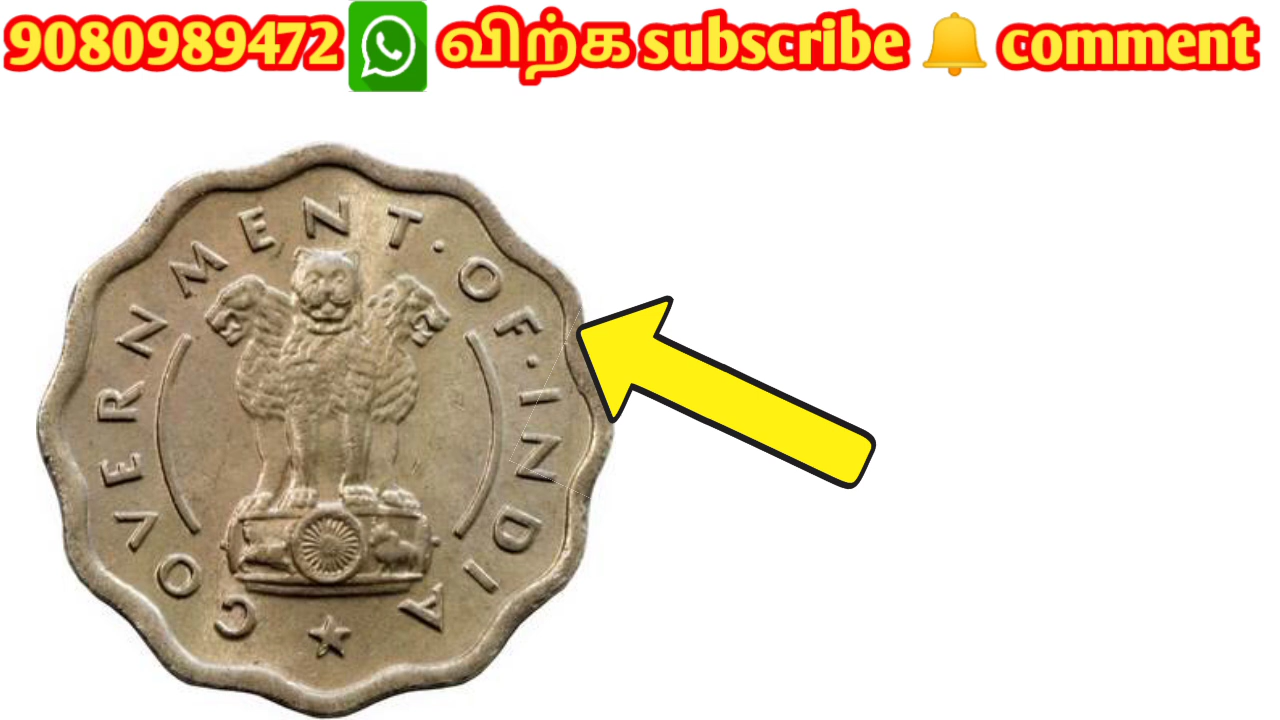 9080989472 விற்க subscribe comment
GOVERNMENT · OF · INDIA